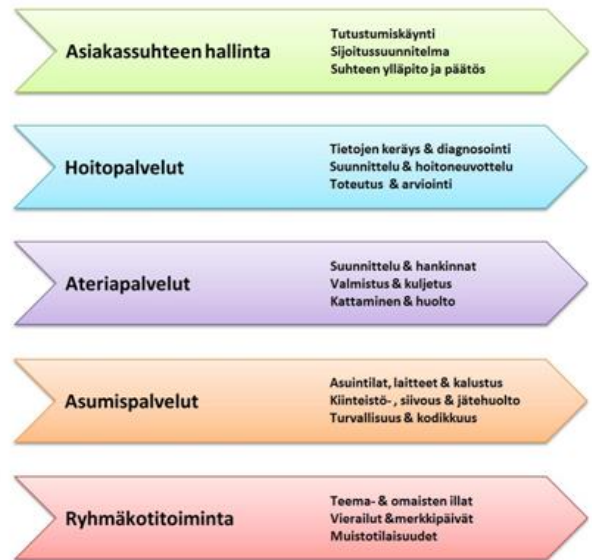 Asiakassuhteen hallinta
Tutustumiskäynti
Sijoitussuunnitelma
Suhteen ylläpito ja päätös
Hoitopalvelut
Tietojen keräys & diagnosointi
Suunnittelu & hoitoneuvottelu
Toteutus & arviointi
Ateriapalvelut
Suunnittelu & hankinnat
Valmistus & kuljetus
Kattaminen & huolto
Asumispalvelut
Asuintilat, laitteet & kalustus
Kiinteistö- , siivous & jätehuolto
Turvallisuus & kodikkuus
Ryhmäkotitoiminta
Teema- & omaisten illat
Vierailut &merkkipäivät
Muistotilaisuudet